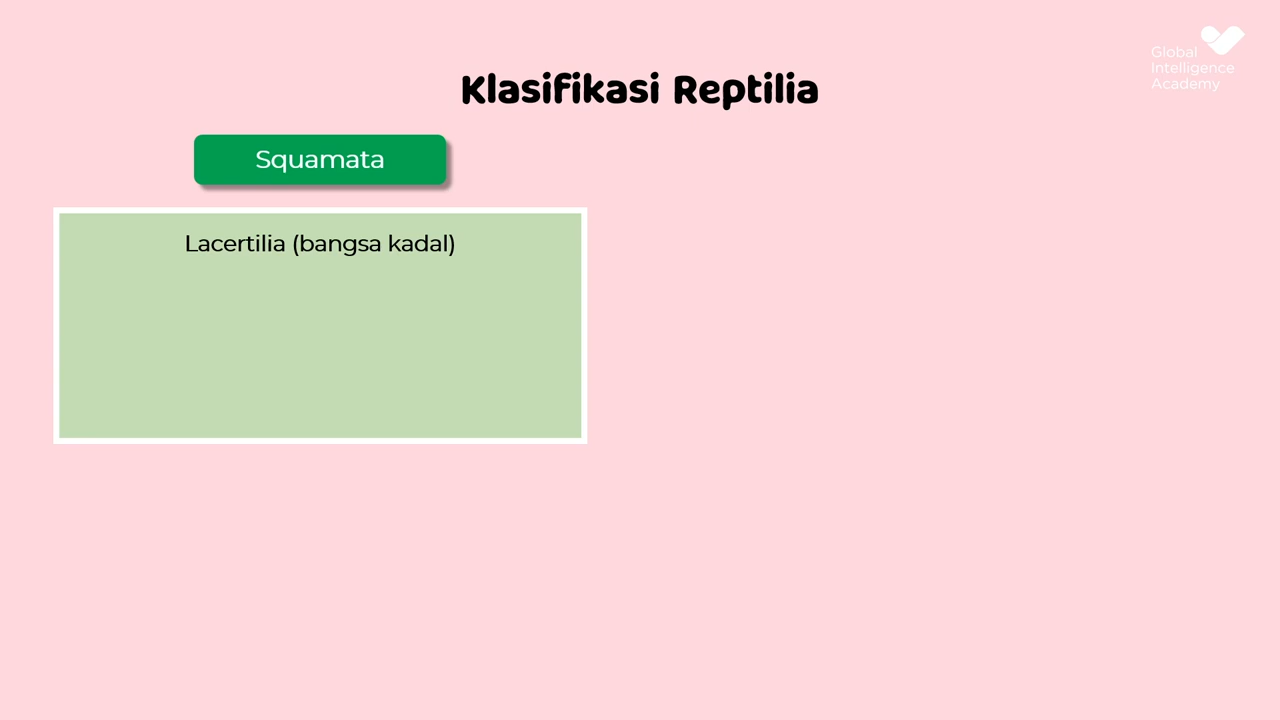 Global
Intelligence
Academy
Klasifikasi Reptilia
Squamata
Lacertilia (bangsa kadal)